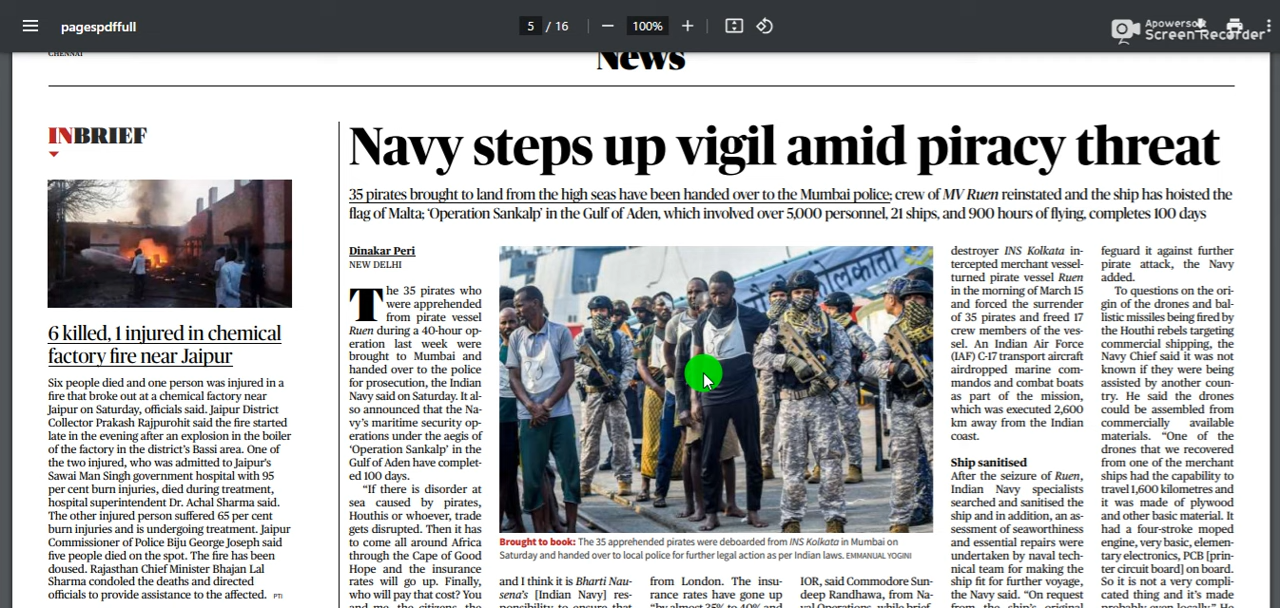 pagespdffull
5 / 16
100%
Apowersoft
Screen Recorder
CHENNAI
News
INBRIEF
6 killed, 1 injured in chemical
factory fire near Jaipur
Six people died and one person was injured in a
fire that broke out at a chemical factory near
Jaipur on Saturday, officials said. Jaipur District
Collector Prakash Rajpurohit said the fire started
late in the evening after an explosion in the boiler
of the factory in the district's Bassi area. One of
the two injured, who was admitted to Jaipur's
Sawai Man Singh government hospital with 95
per cent burn injuries, died during treatment,
hospital superintendent Dr. Achal Sharma said.
The other injured person suffered 65 per cent
burn injuries and is undergoing treatment. Jaipur
Commissioner of Police Biju George Joseph said
five people died on the spot. The fire has been
doused. Rajasthan Chief Minister Bhajan Lal
Sharma condoled the deaths and directed
officials to provide assistance to the affected. PTI
Navy steps up vigil amid piracy threat
35 pirates brought to land from the high seas have been handed over to the Mumbai police; crew of MV Ruen reinstated and the ship has hoisted the
flag of Malta; 'Operation Sankalp' in the Gulf of Aden, which involved over 5,000 personnel, 21 ships, and 900 hours of flying, completes 100 days
Dinakar Peri
NEW DELHI
The 35 pirates who
were apprehended
from pirate vessel
Ruen during a 40-hour op-
eration last week were
brought to Mumbai and
handed over to the police
for prosecution, the Indian
Navy said on Saturday. It al-
so announced that the Na-
vy's maritime security op-
erations under the aegis of
'Operation Sankalp' in the
Gulf of Aden have complet-
ed 100 days.
"If there is disorder at
sea caused by pirates,
Houthis or whoever, trade
gets disrupted. Then it has
to come all around Africa
through the Cape of Good
Hope and the insurance
rates will go up. Finally,
who will pay that cost? You
and me, the citizens, the
Brought to book: The 35 apprehended pirates were deboarded from INS Kolkata in Mumbai on
Saturday and handed over to local police for further legal action as per Indian laws. EMMANUAL YOGINI
and I think it is Bharti Nau-
sena's [Indian Navy] res-
ponsibility to ensure that
from London. The insu-
rance rates have gone up
"by almost 35% to 40% and
IOR, said Commodore Sun-
deep Randhawa, from Na-
val Operations, while brief-
destroyer INS Kolkata in-
tercepted merchant vessel-
turned pirate vessel Ruen
in the morning of March 15
and forced the surrender
of 35 pirates and freed 17
crew members of the ves-
sel. An Indian Air Force
(IAF) C-17 transport aircraft
airdropped marine com-
mandos and combat boats
as part of the mission,
which was executed 2,600
km away from the Indian
coast.
Ship sanitised
After the seizure of Ruen,
Indian Navy specialists
searched and sanitised the
ship and in addition, an as-
sessment of seaworthiness
and essential repairs were
undertaken by naval tech-
nical team for making the
ship fit for further voyage,
the Navy said. "On request
from the ship's original
feguard it against further
pirate attack, the Navy
added.
To questions on the ori-
gin of the drones and bal-
listic missiles being fired by
the Houthi rebels targeting
commercial shipping, the
Navy Chief said it was not
known if they were being
assisted by another coun-
try. He said the drones
could be assembled from
commercially available
materials. "One of the
drones that we recovered
from one of the merchant
ships had the capability to
travel 1,600 kilometres and
it was made of plywood
and other basic material. It
had a four-stroke moped
engine, very basic, elemen-
tary electronics, PCB [prin-
ter circuit board] on board.
So it is not a very compli-
cated thing and it's made